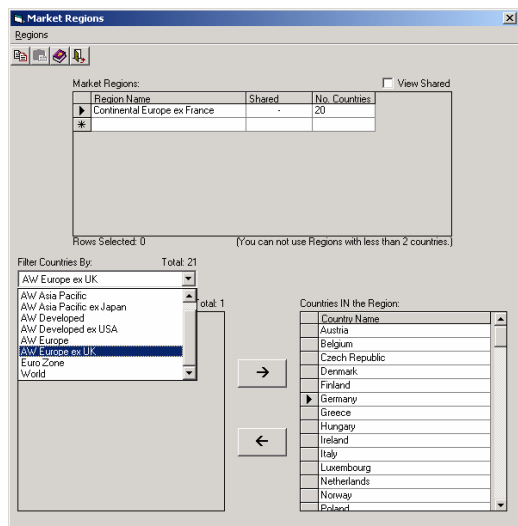 Market Regions
Regions
Market Regions:
View Shared
Region Name Shared No. Countries
Continental Europe ex France - 20
Rows Selected: 0 (You can not use Regions with less than 2 countries.)
Filter Countries By: Total: 21
AW Europe ex UK
AW Asia Pacific
AW Asia Pacific ex Japan
AW Developed
AW Developed ex USA
AW Europe
AW Europe ex UK
Euro Zone
World
otal: 1
Countries IN the Region:
Country Name
Austria
Belgium
Czech Republic
Denmark
Finland
Germany
Greece
Hungary
Ireland
Italy
Luxembourg
Netherlands
Norway
Poland